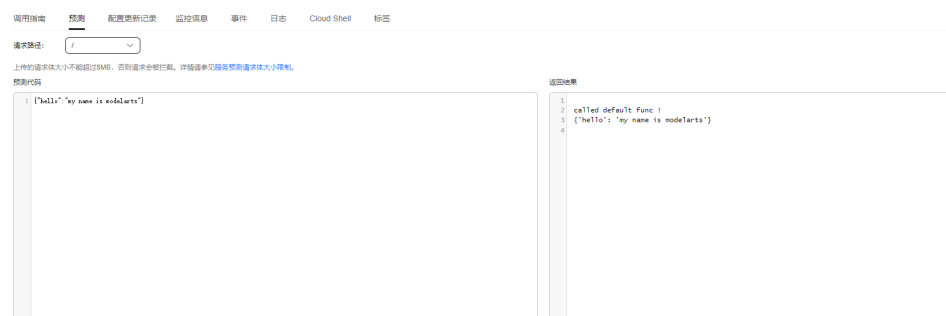 调用指南 预测 配置更新记录 监控信息 事件 日志 Cloud Shell 标签
请求路径： /
上传的请求体大小不能超过8MB，否则请求会被拦截。详情请参见服务预测请求体大小限制。
预测代码 返回结果
1 {"hello":"my name is modelarts"}
1
2 called default func !
3 {'hello': 'my name is modelarts'}
4